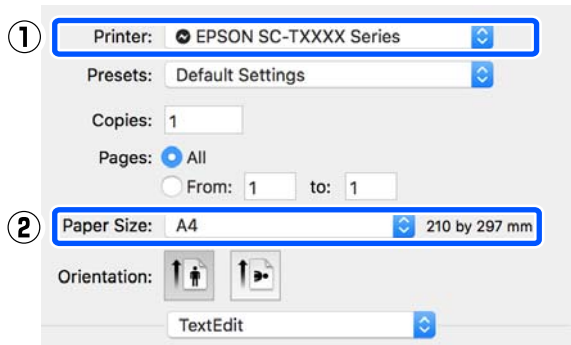 ① Printer: EPSON SC-TXXXX Series
Presets: Default Settings
Copies: 1
Pages: All
From: 1 to: 1
② Paper Size: A4 210 by 297 mm
Orientation:
TextEdit